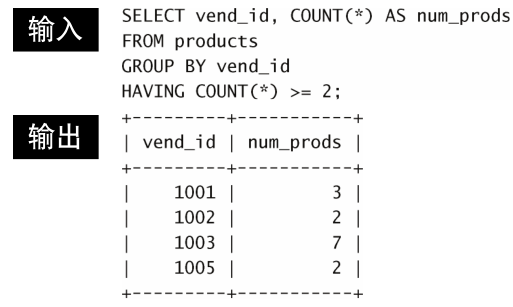 输入
SELECT vend_id, COUNT(*) AS num_prods
FROM products
GROUP BY vend_id
HAVING COUNT(*) >= 2;
输出
+---------+-----------+
| vend_id | num_prods |
+---------+-----------+
|    1001 |         3 |
|    1002 |         2 |
|    1003 |         7 |
|    1005 |         2 |
+---------+-----------+